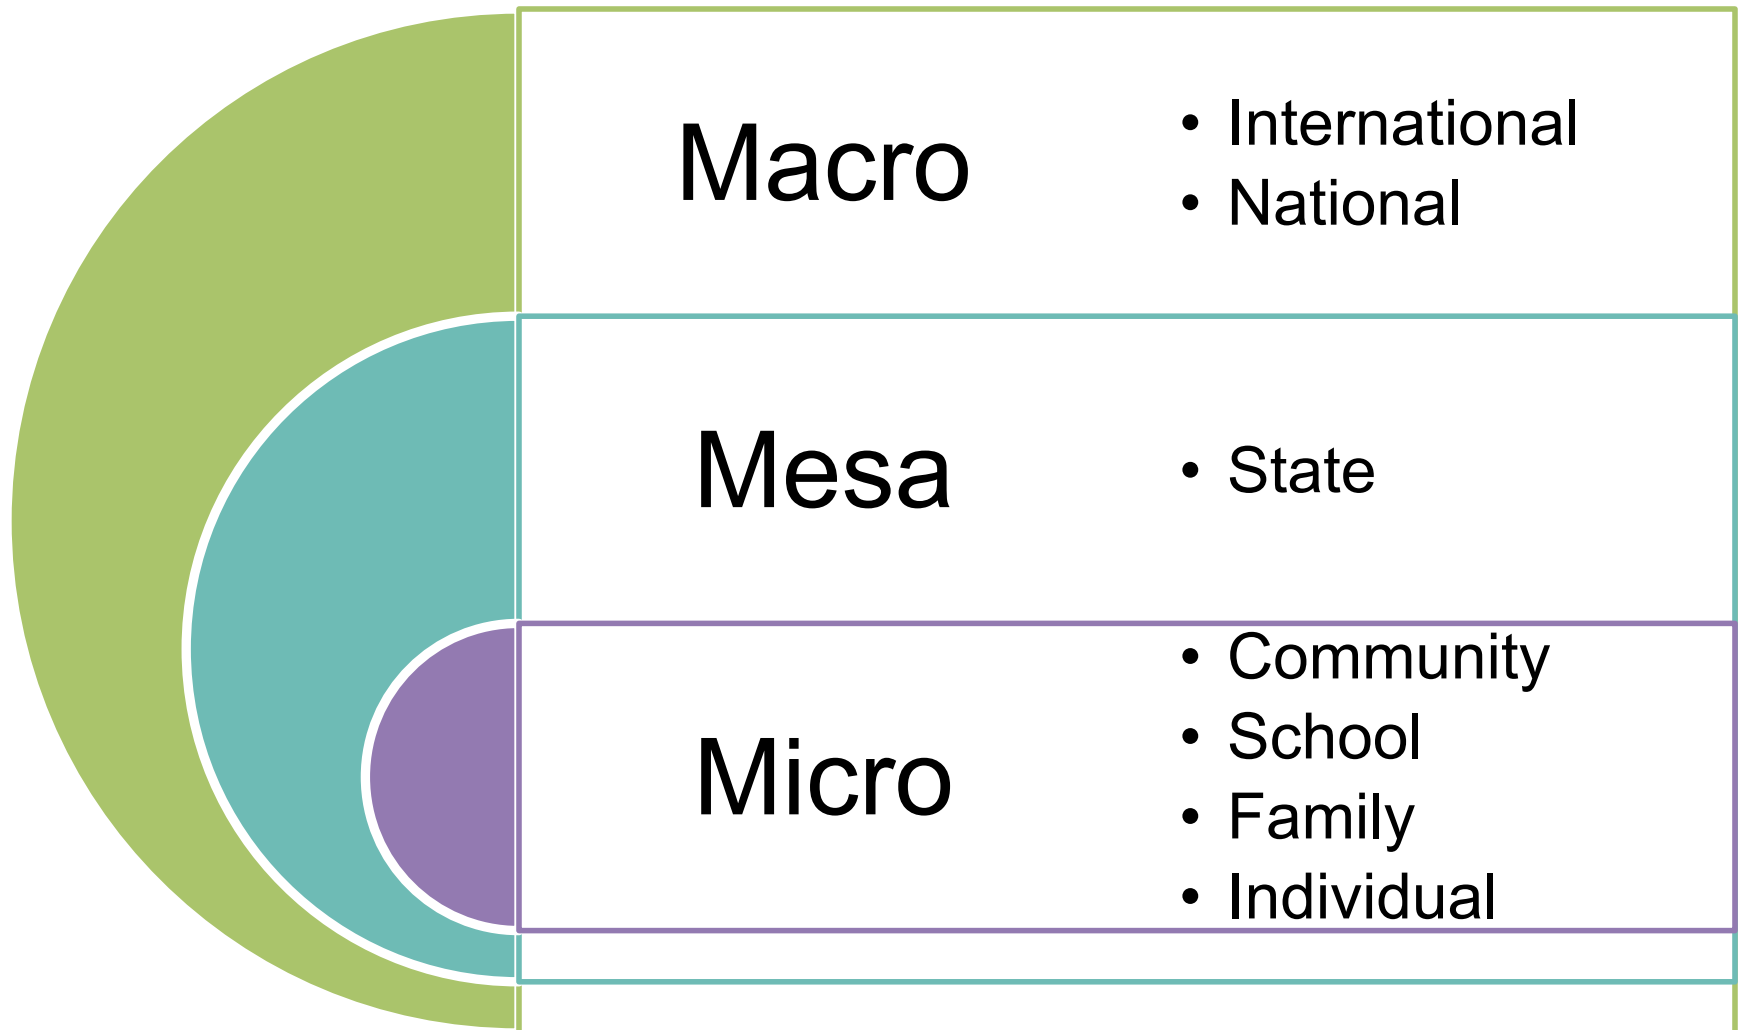 Macro
• International
• National
Mesa
• State
Micro
• Community
• School
• Family
• Individual